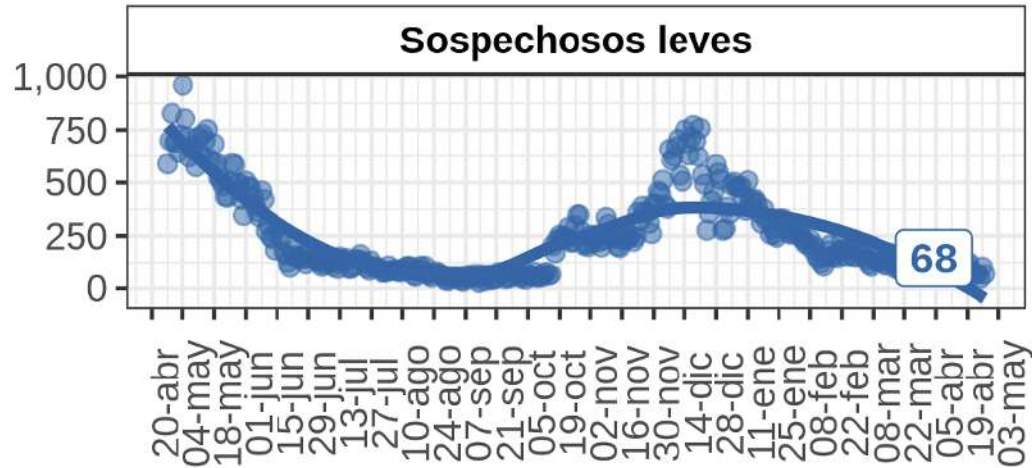 Sospechosos leves
1,000
750
500
250
0
68
20-abr
04-may
18-may
01-jun
15-jun
29-jun
13-jul
27-jul
10-ago
24-ago
07-sep
21-sep
05-oct
19-oct
02-nov
16-nov
30-nov
14-dic
28-dic
11-ene
25-ene
08-feb
22-feb
08-mar
22-mar
05-abr
19-abr
03-may